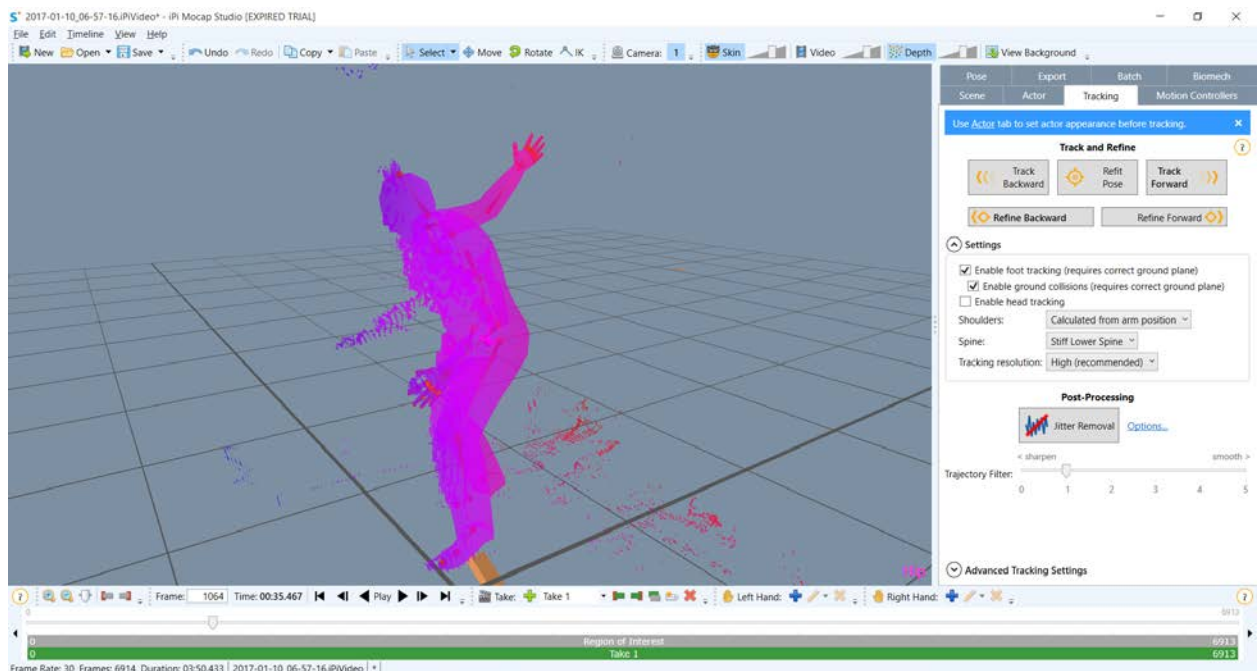 2017-01-10_06-57-16.iPiVideo* - iPi Mocap Studio [EXPIRED TRIAL]
File Edit Timeline View Help
New Open Save Undo Redo Copy Paste Select Move Rotate IK Camera: 1 Skin Video Depth View Background
Pose Export Batch Biomech
Scene Actor Tracking Motion Controllers
Use Actor tab to set actor appearance before tracking.
Track and Refine
Track Backward
Refit Pose
Track Forward
Refine Backward Refine Forward
Settings
Enable foot tracking (requires correct ground plane)
Enable ground collisions (requires correct ground plane)
Enable head tracking
Shoulders: Calculated from arm position
Spine: Stiff Lower Spine
Tracking resolution: High (recommended)
Post-Processing
Jitter Removal Options...
< sharpen smooth >
Trajectory Filter:
0 1 2 3 4 5
Advanced Tracking Settings
Frame: 1064 Time: 00:35.467 Play Take: Take 1 Left Hand: Right Hand:
0 6913
0 Region of Interest 6913
0 Take 1 6913
Frame Rate: 30, Frames: 6914, Duration: 03:50.433 2017-01-10_06-57-16.iPiVideo *